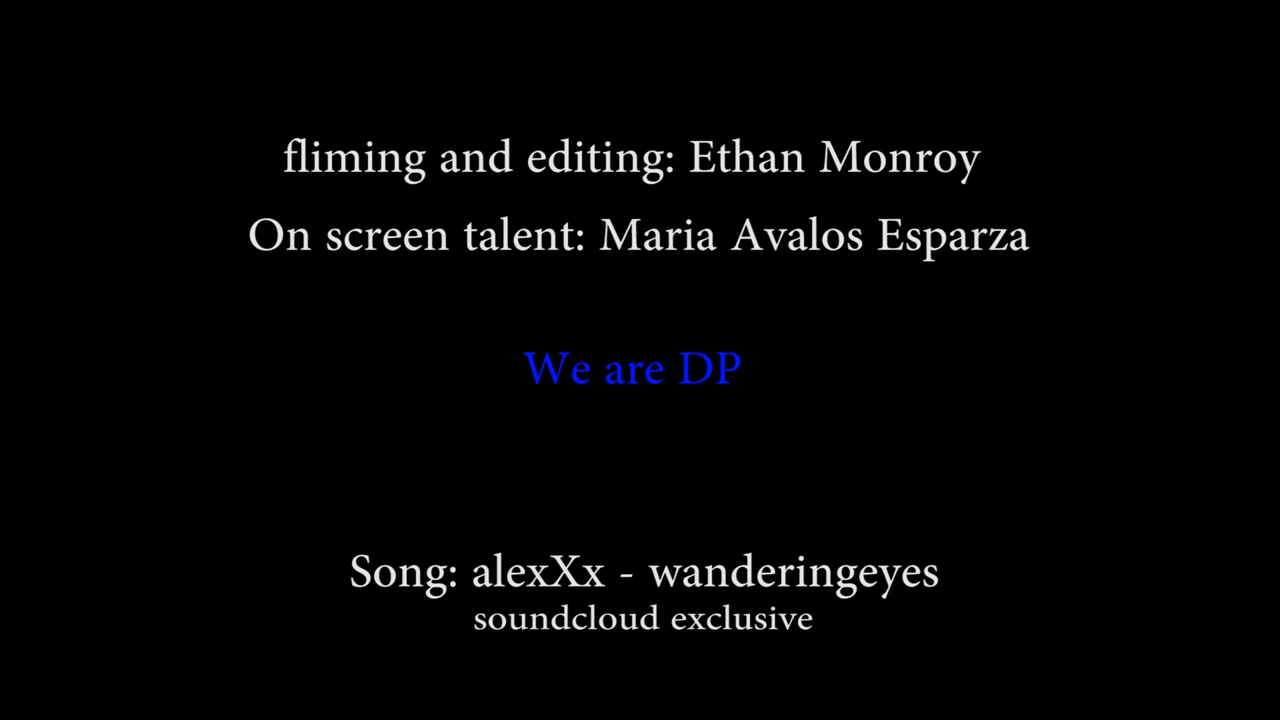 fliming and editing: Ethan Monroy
On screen talent: Maria Avalos Esparza
We are DP
Song: alexXx - wanderingeyes
soundcloud exclusive